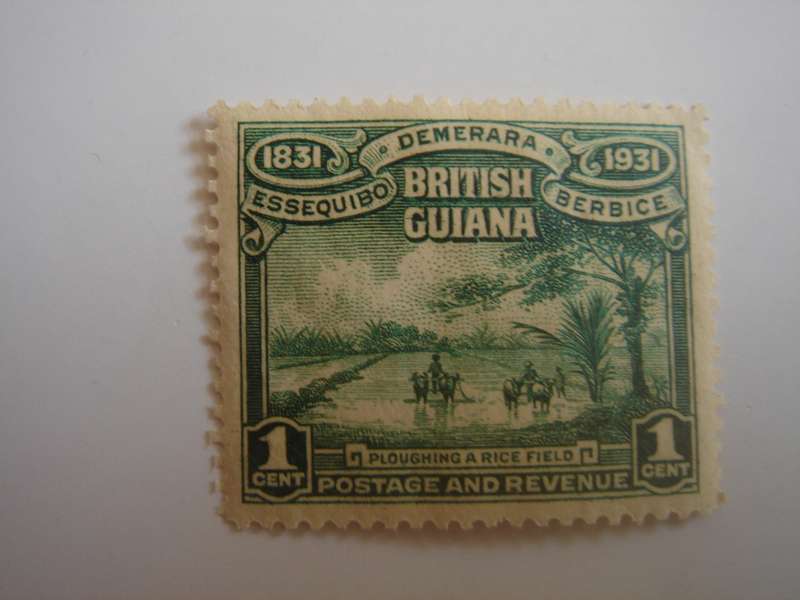 1831 DEMERARA 1931
ESSEQUIBO BERBICE
BRITISH
GUIANA
PLOUGHING A RICE FIELD
1 CENT 1 CENT
POSTAGE AND REVENUE